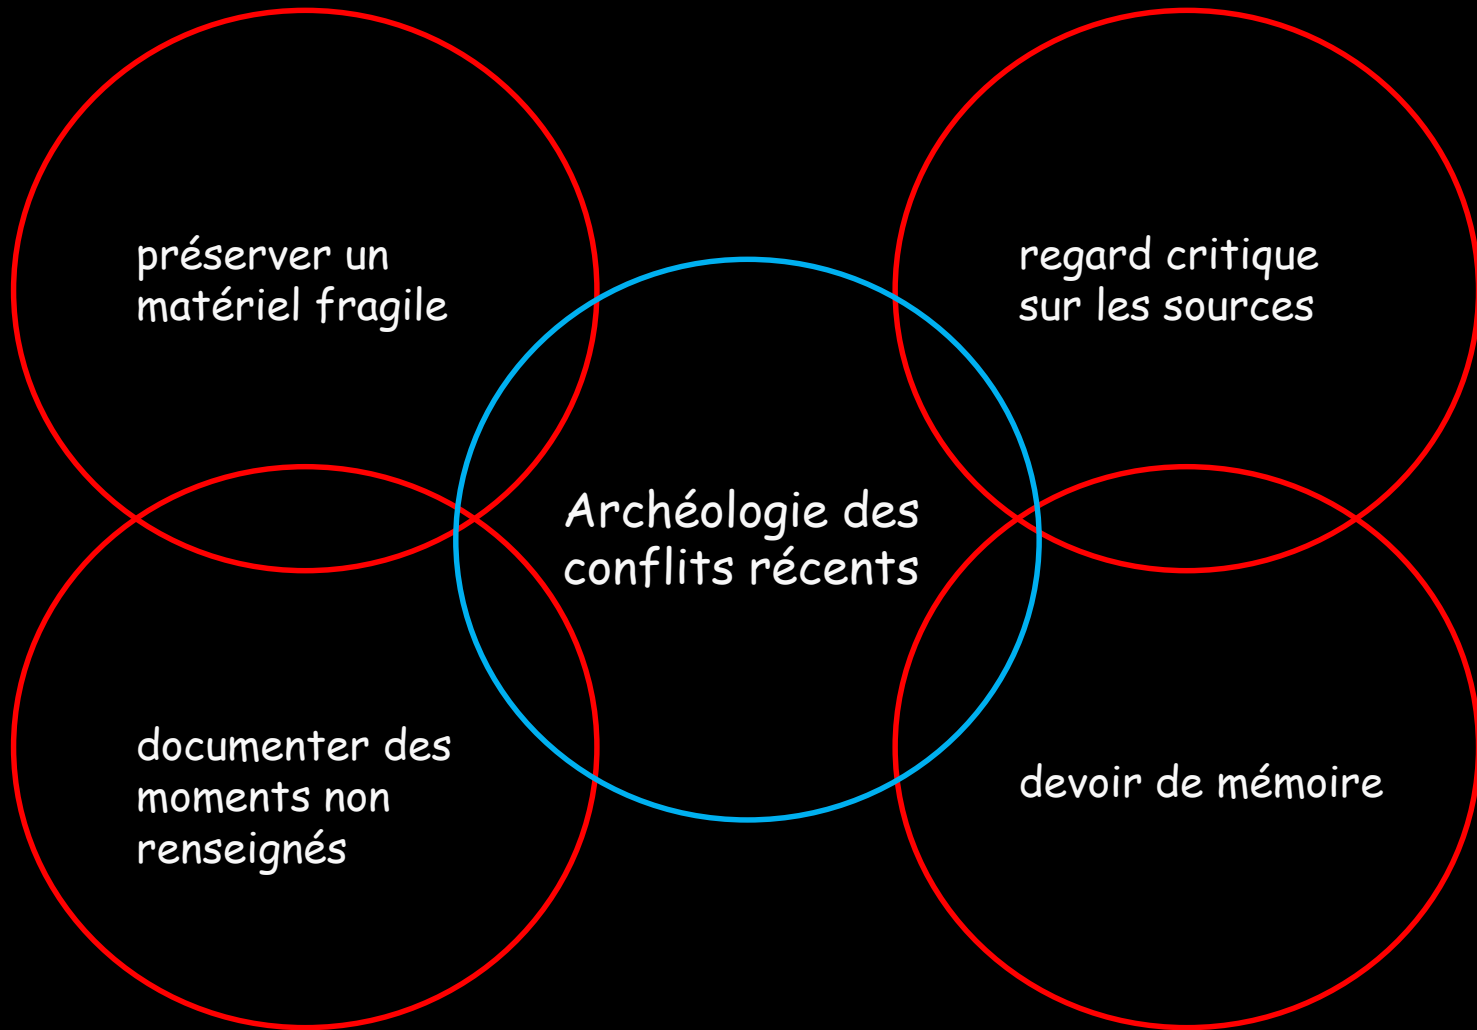 préserver un
matériel fragile
regard critique
sur les sources
Archéologie des
conflits récents
documenter des
moments non
renseignés
devoir de mémoire